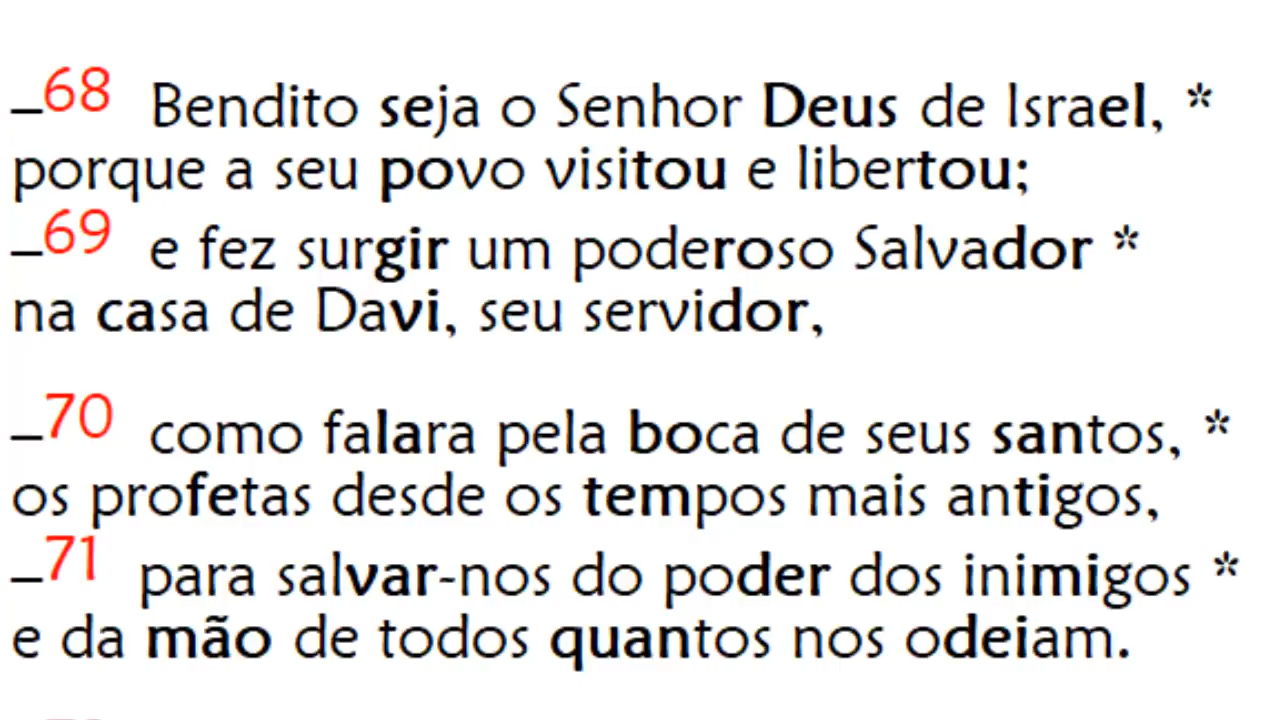 –68 Bendito seja o Senhor Deus de Israel, *
porque a seu povo visitou e libertou;
–69 e fez surgir um poderoso Salvador *
na casa de Davi, seu servidor,
–70 como falara pela boca de seus santos, *
os profetas desde os tempos mais antigos,
–71 para salvar-nos do poder dos inimigos *
e da mão de todos quantos nos odeiam.